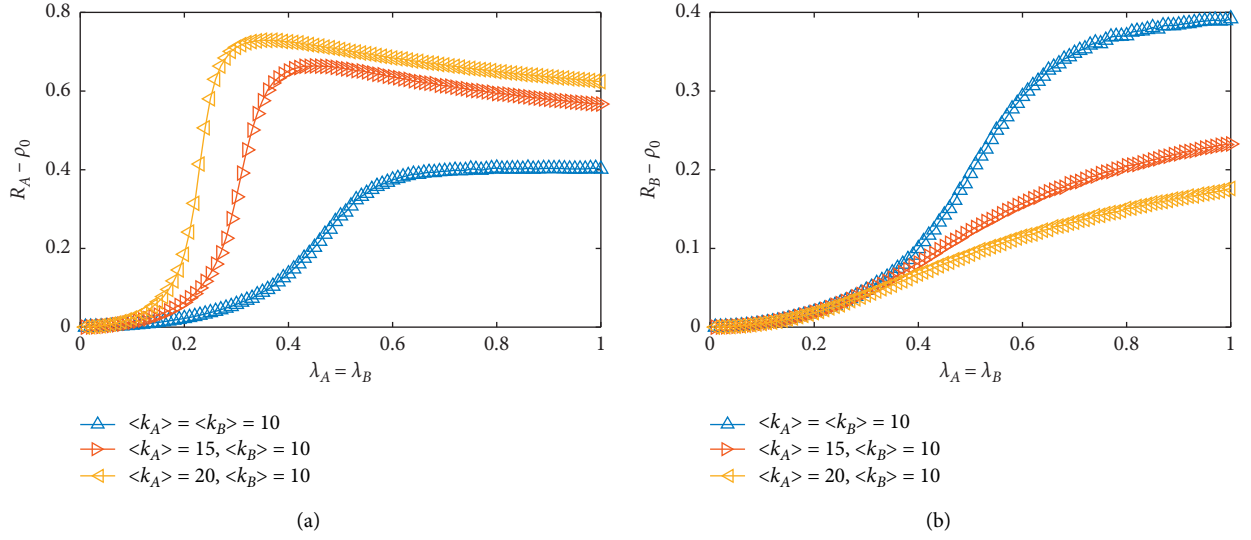 0.8
0.6
0.4
0.2
0
R_A – ρ_0
0 0.2 0.4 0.6 0.8 1
λ_A = λ_B
<k_A> = <k_B> = 10
<k_A> = 15, <k_B> = 10
<k_A> = 20, <k_B> = 10
(a)
0.4
0.3
0.2
0.1
0
R_B – ρ_0
0 0.2 0.4 0.6 0.8 1
λ_A = λ_B
<k_A> = <k_B> = 10
<k_A> = 15, <k_B> = 10
<k_A> = 20, <k_B> = 10
(b)